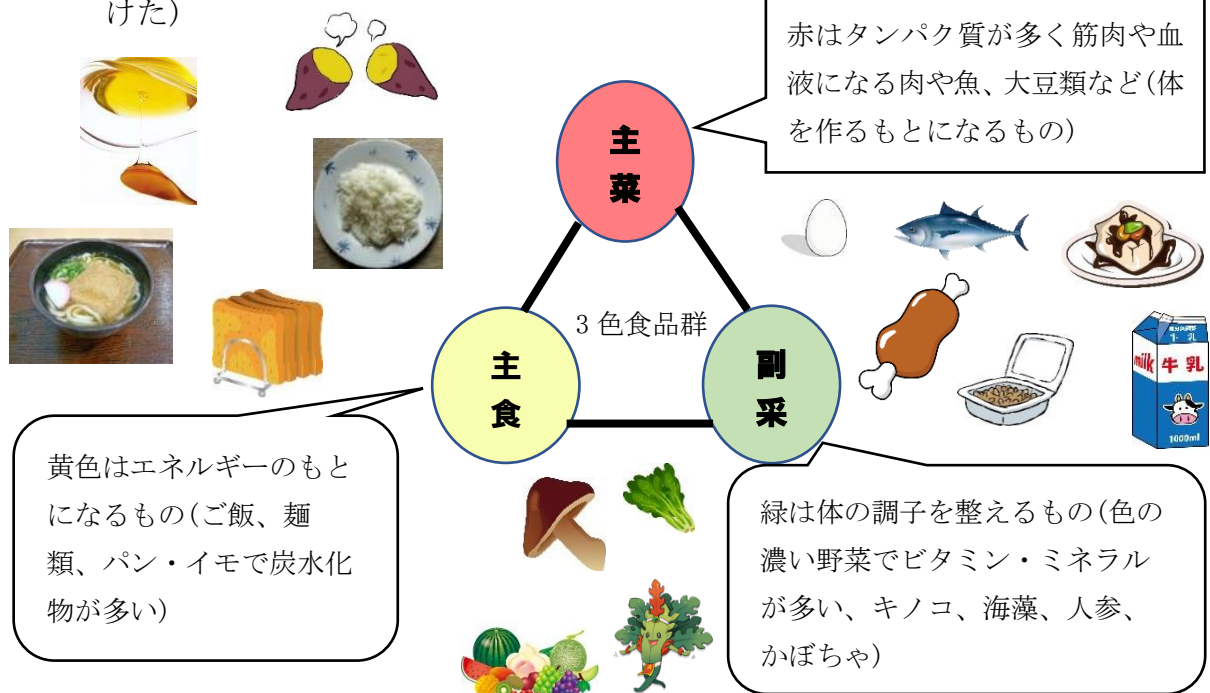 けた)
赤はタンパク質が多く筋肉や血
液になる肉や魚、大豆類など(体
を作るもとになるもの)
主
菜
3色食品群
主
食
副
采
milk 牛乳
1000ml
黄色はエネルギーのもと
になるもの(ご飯、麺
類、パン・イモで炭水化
物が多い)
緑は体の調子を整えるもの(色の
濃い野菜でビタミン・ミネラル
が多い、キノコ、海藻、人参、
かぼちゃ)